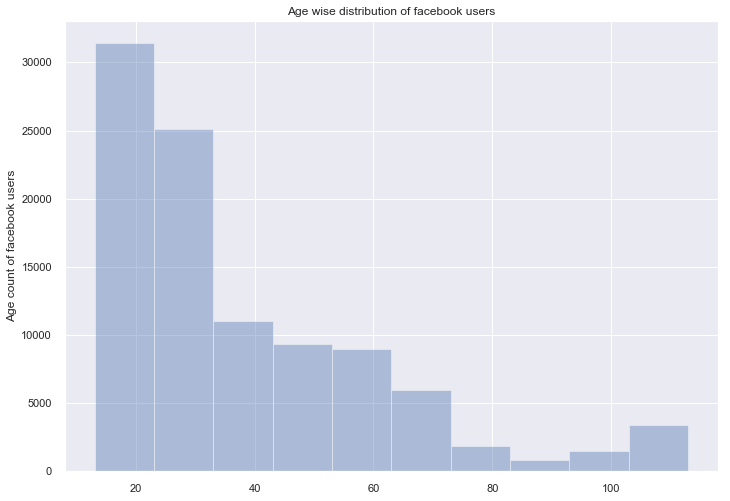 Age wise distribution of facebook users
Age count of facebook users
30000
25000
20000
15000
10000
5000
0
20 40 60 80 100